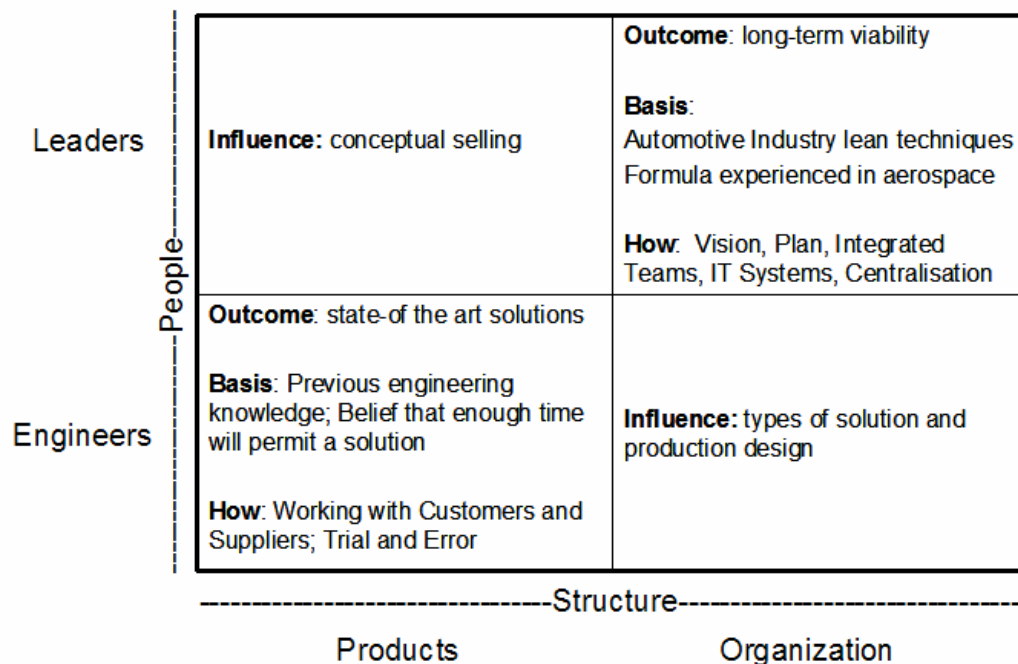 Leaders
Influence: conceptual selling
Outcome: long-term viability
Basis:
Automotive Industry lean techniques
Formula experienced in aerospace
How: Vision, Plan, Integrated
Teams, IT Systems, Centralisation
People
Engineers
Outcome: state-of the art solutions
Basis: Previous engineering
knowledge; Belief that enough time
will permit a solution
How: Working with Customers and
Suppliers; Trial and Error
Influence: types of solution and
production design
Structure
Products
Organization